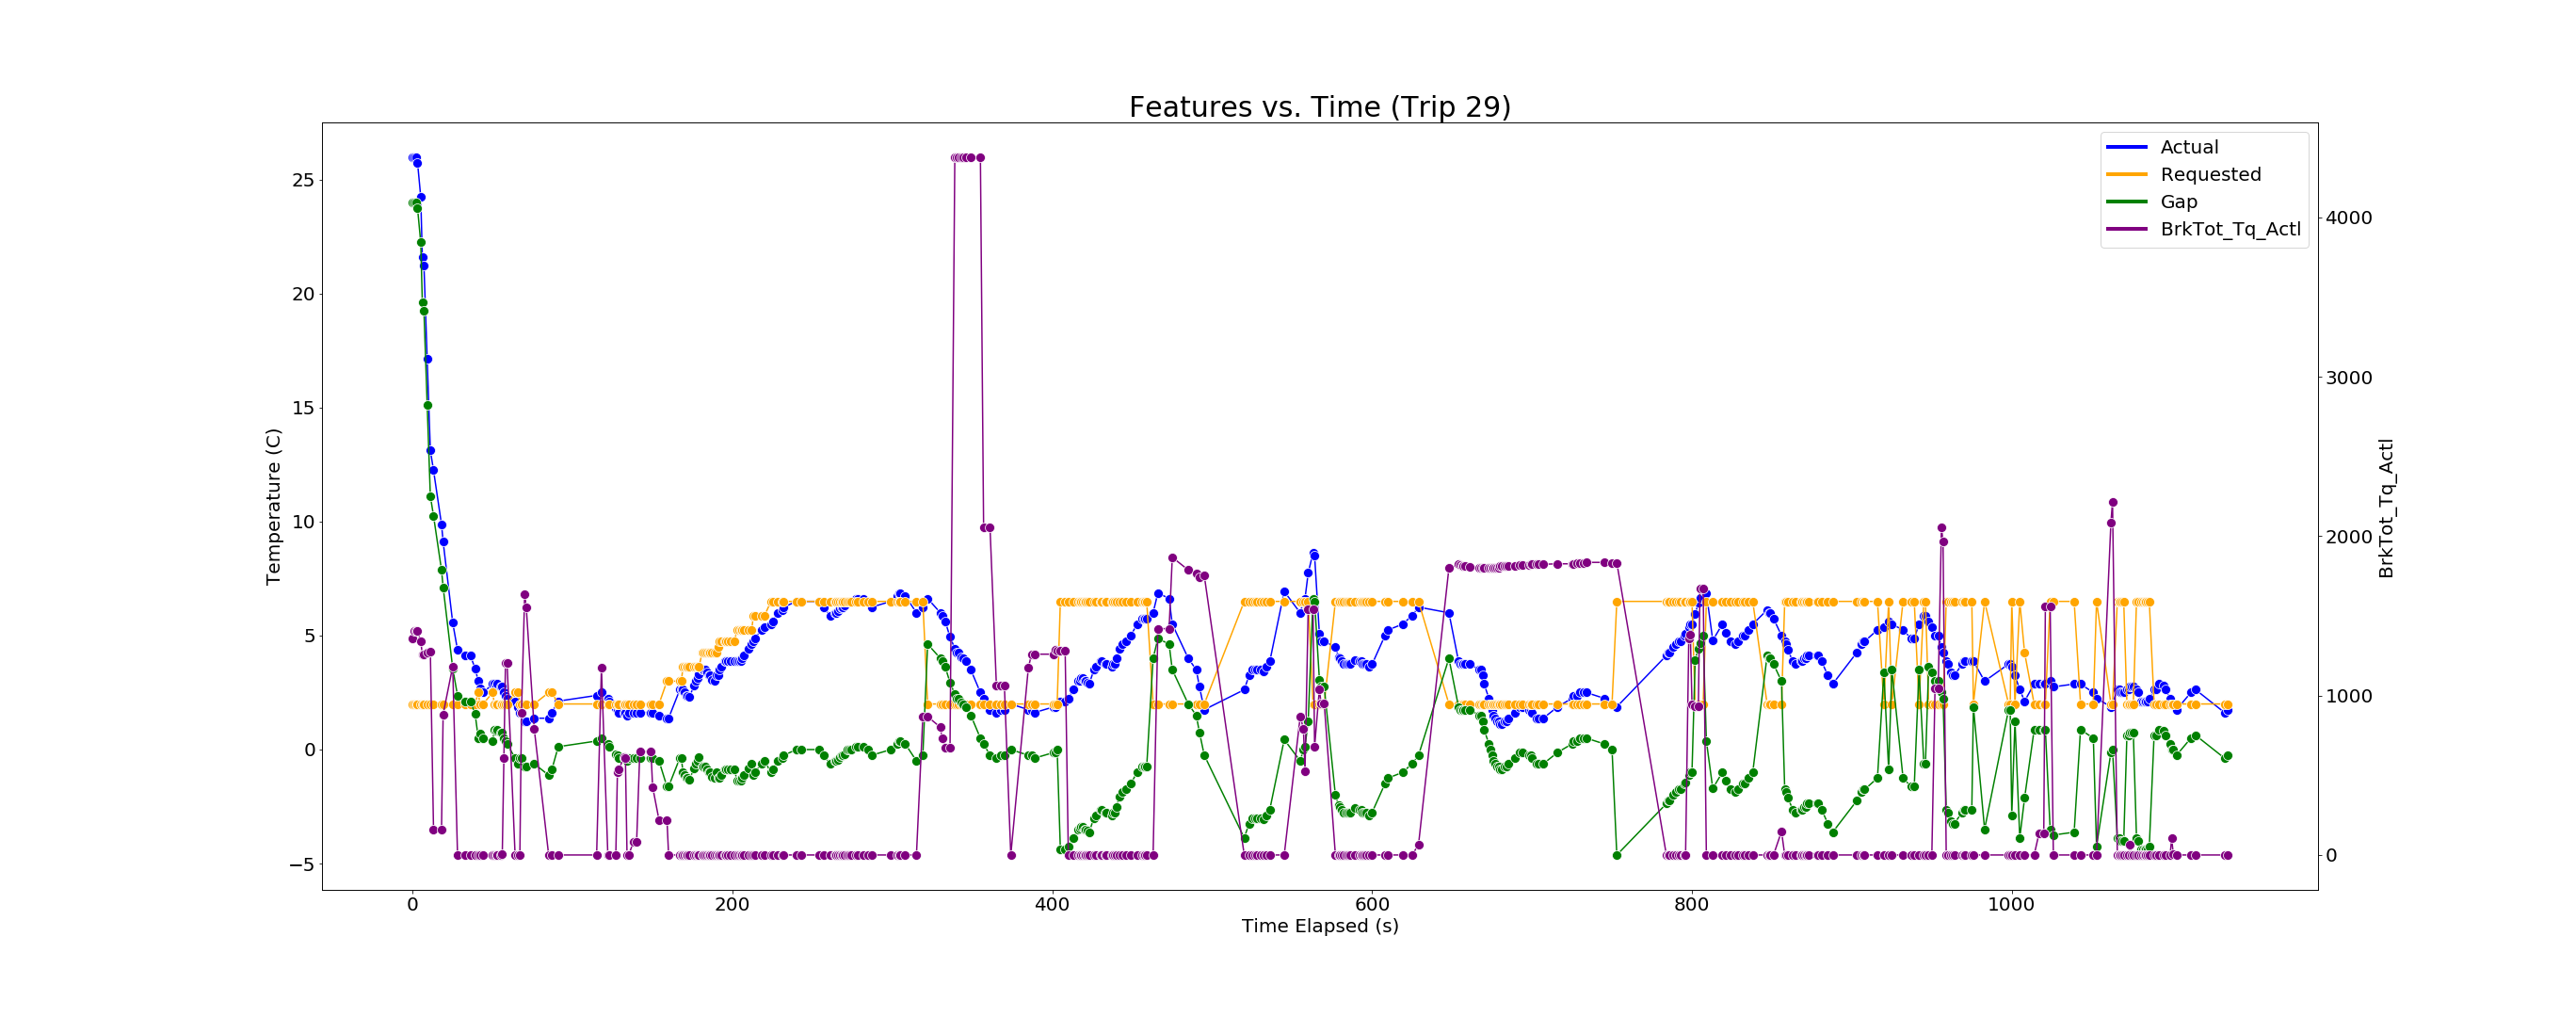 Features vs. Time (Trip 29)
Actual
Requested
Gap
BrkTot_Tq_Actl
Temperature (C)
25
20
15
10
5
0
−5
4000
3000
2000
1000
0
BrkTot_Tq_Actl
0 200 400 600 800 1000
Time Elapsed (s)